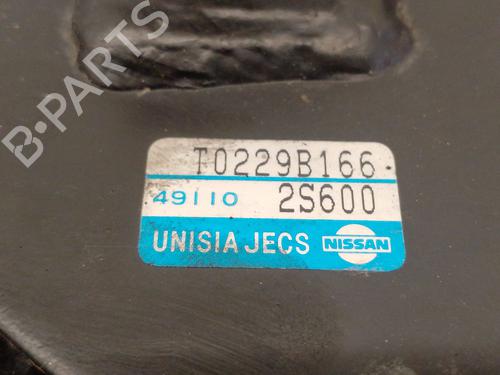 B-PARTS
T0229B166
49110 2S600
UNISIA JECS NISSAN